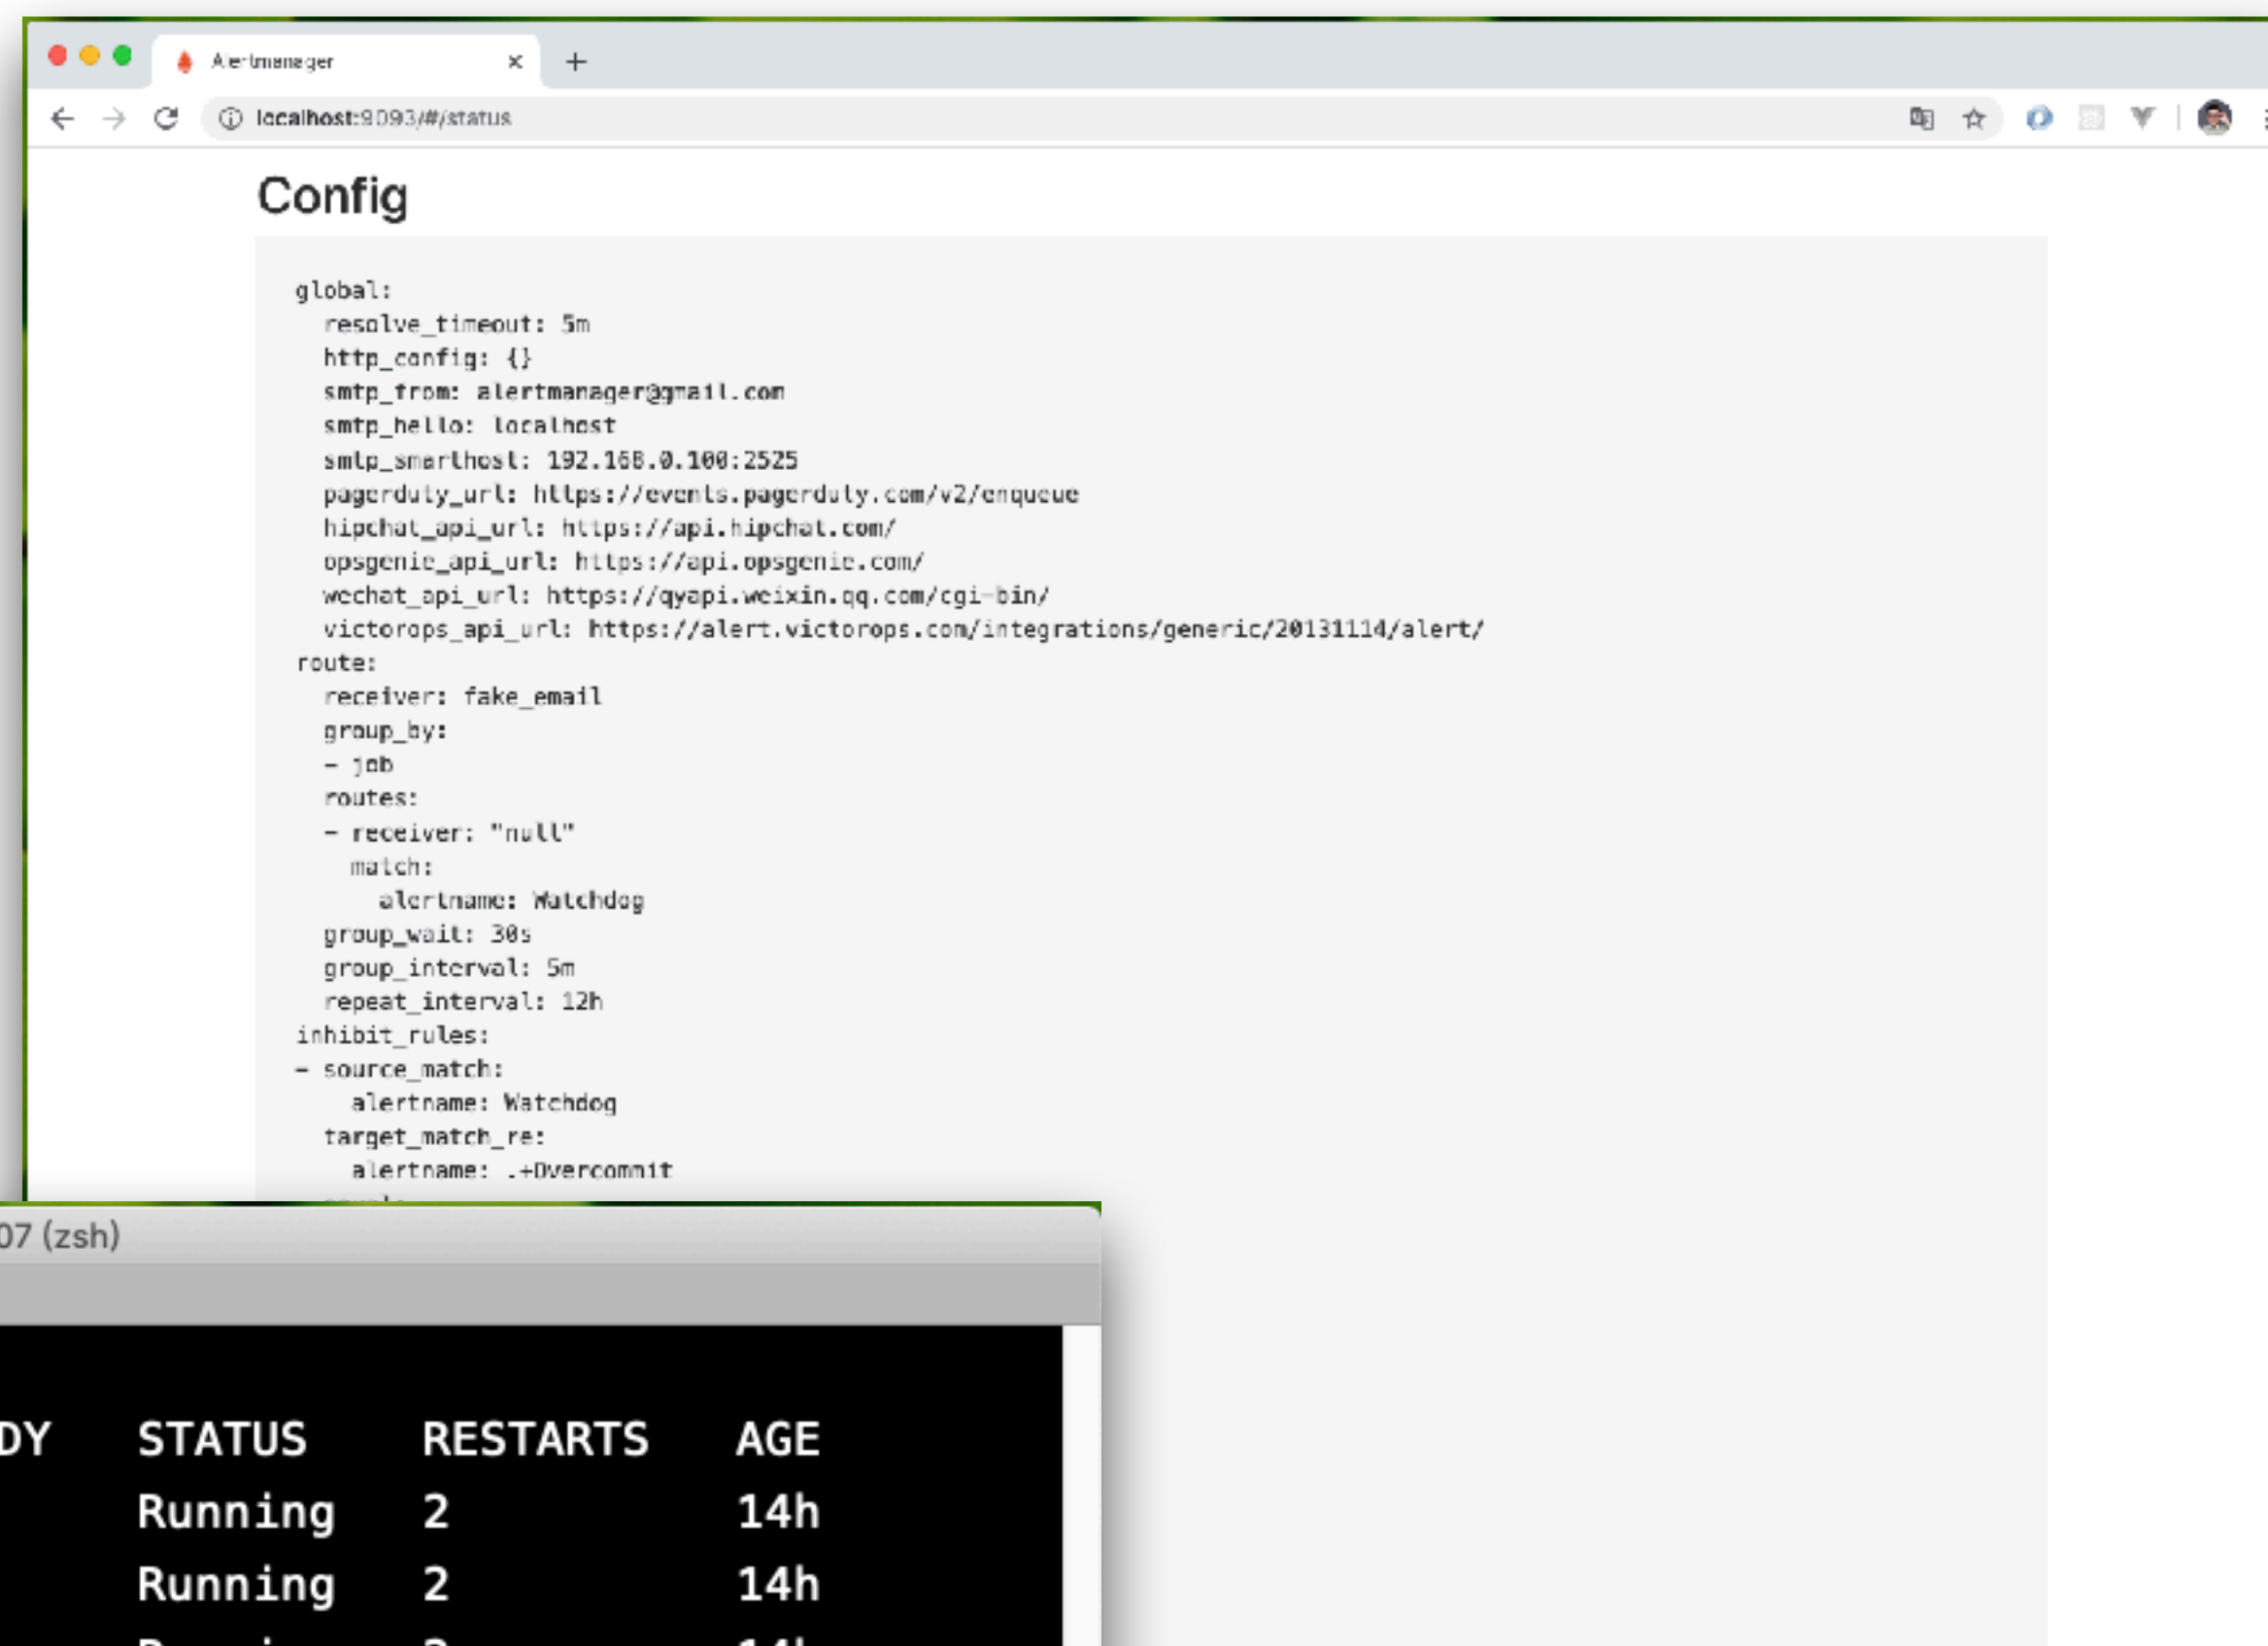 Alertmanager
localhost:9093/#/status
Config
global:
  resolve_timeout: 5m
  http_config: {}
  smtp_from: alertmanager@gmail.com
  smtp_hello: localhost
  smtp_smarthost: 192.168.0.100:2525
  pagerduty_url: https://events.pagerduty.com/v2/enqueue
  hipchat_api_url: https://api.hipchat.com/
  opsgenie_api_url: https://api.opsgenie.com/
  wechat_api_url: https://qyapi.weixin.qq.com/cgi-bin/
  victorops_api_url: https://alert.victorops.com/integrations/generic/20131114/alert/
route:
  receiver: fake_email
  group_by:
  - job
  routes:
  - receiver: "null"
    match:
      alertname: Watchdog
  group_wait: 30s
  group_interval: 5m
  repeat_interval: 12h
inhibit_rules:
- source_match:
    alertname: Watchdog
  target_match_re:
    alertname: .+Overcommit
07 (zsh)
DY STATUS RESTARTS AGE
Running 2 14h
Running 2 14h